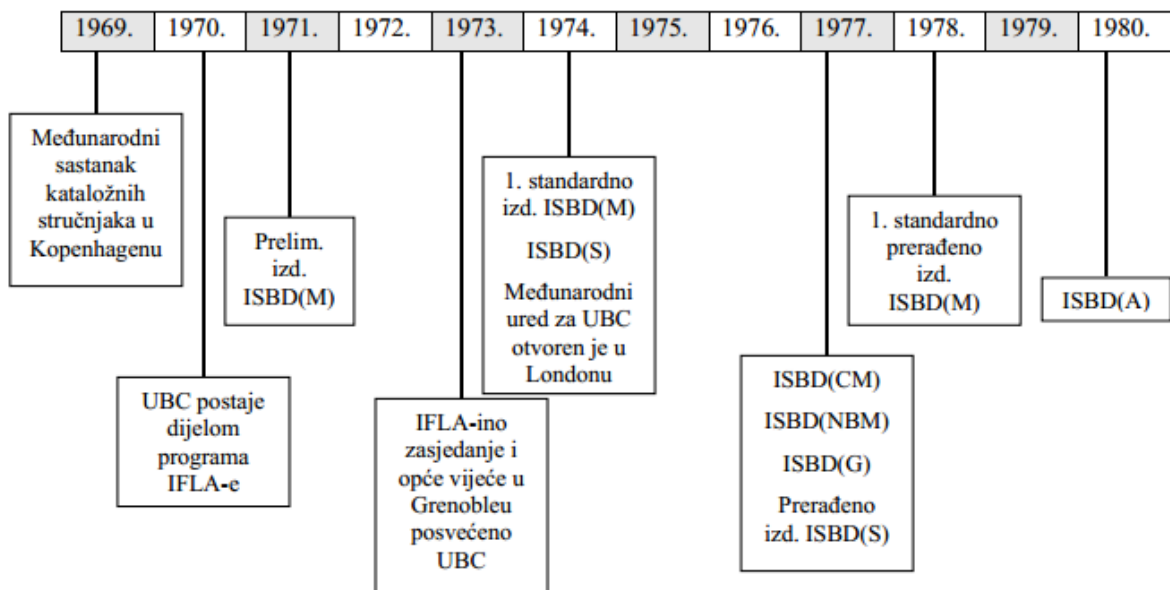 1969. 1970. 1971. 1972. 1973. 1974. 1975. 1976. 1977. 1978. 1979. 1980.
Međunarodni
sastanak
kataložnih
stručnjaka u
Kopenhagenu
UBC postaje
dijelom
programa
IFLA-e
Prelim.
izd.
ISBD(M)
IFLA-ino
zasjedanje i
opće vijeće u
Grenobleu
posvećeno
UBC
1. standardno
izd. ISBD(M)
ISBD(S)
Međunarodni
ured za UBC
otvoren je u
Londonu
ISBD(CM)
ISBD(NBM)
ISBD(G)
Prerađeno
izd. ISBD(S)
1. standardno
prerađeno
izd.
ISBD(M)
ISBD(A)